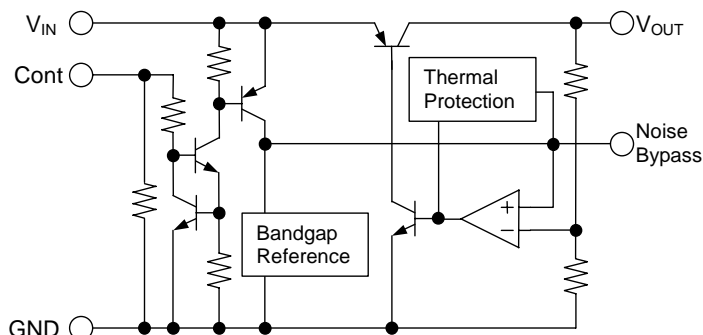 VIN
VOUT
Cont
Thermal
Protection
Noise
Bypass
+
−
Bandgap
Reference
GND